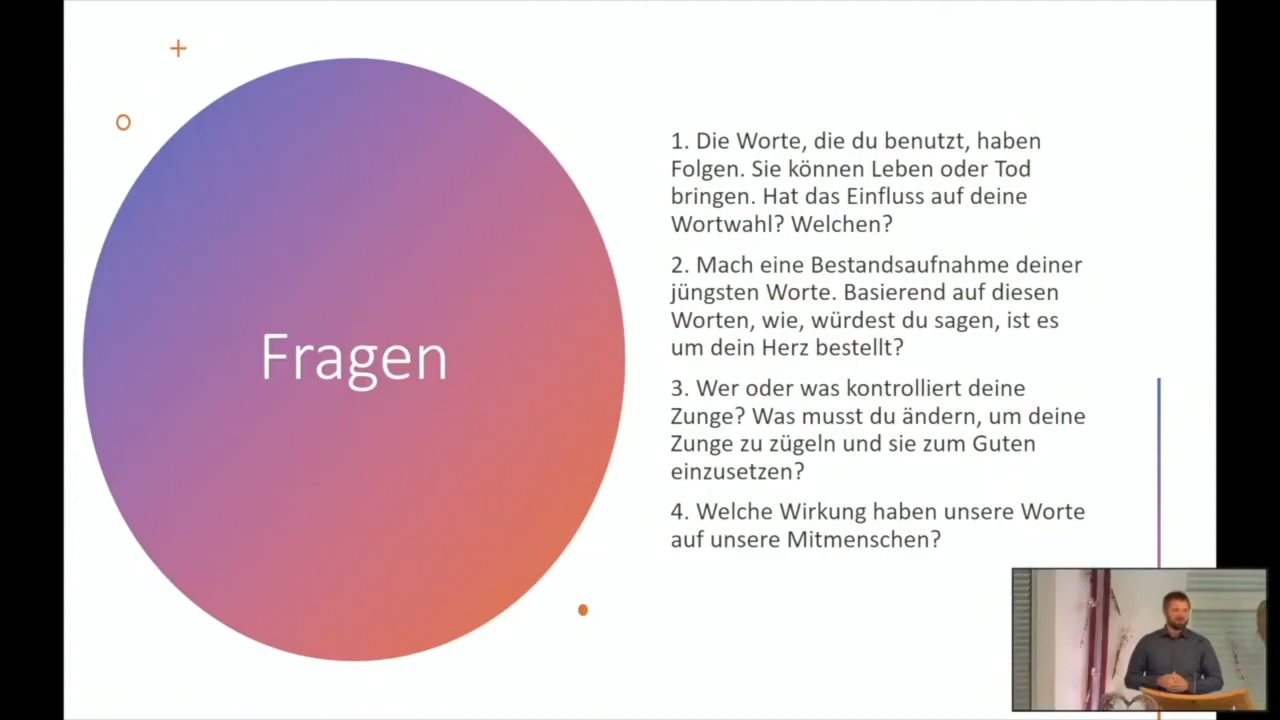 Fragen
1. Die Worte, die du benutzt, haben
Folgen. Sie können Leben oder Tod
bringen. Hat das Einfluss auf deine
Wortwahl? Welchen?
2. Mach eine Bestandsaufnahme deiner
jüngsten Worte. Basierend auf diesen
Worten, wie, würdest du sagen, ist es
um dein Herz bestellt?
3. Wer oder was kontrolliert deine
Zunge? Was musst du ändern, um deine
Zunge zu zügeln und sie zum Guten
einzusetzen?
4. Welche Wirkung haben unsere Worte
auf unsere Mitmenschen?